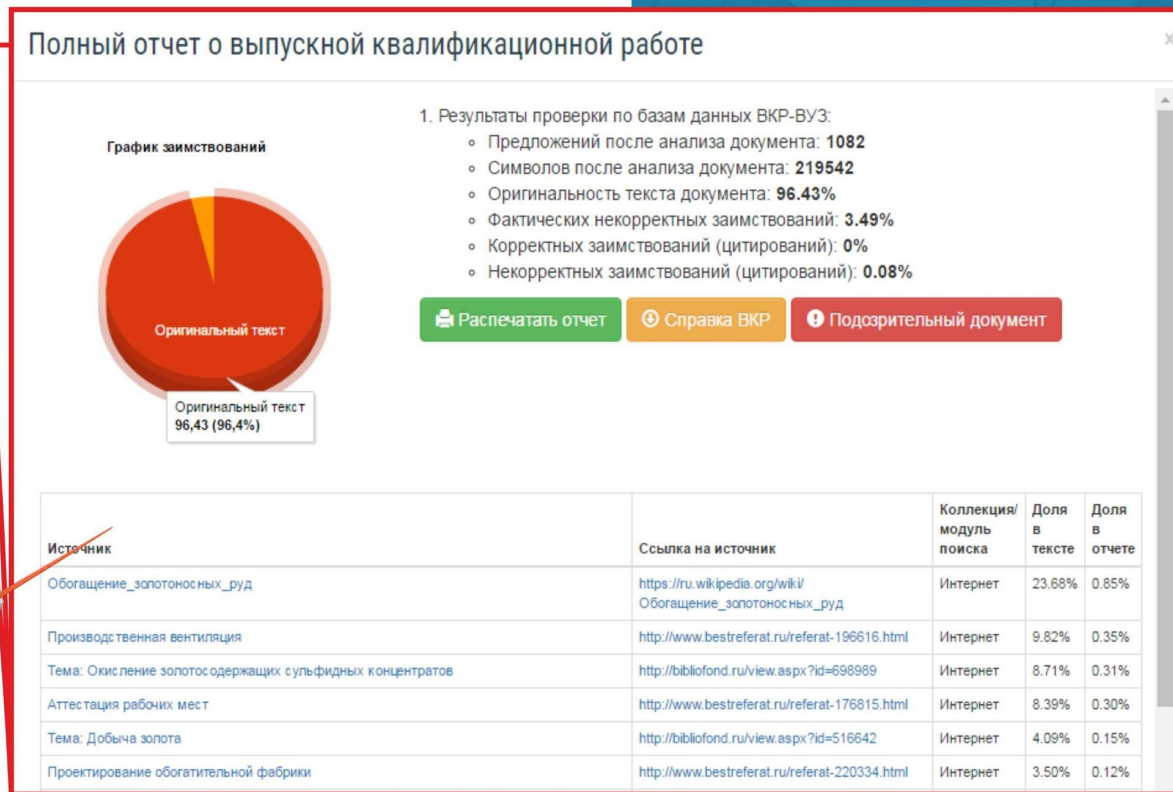 Полный отчет о выпускной квалификационной работе
×
График заимствований
Оригинальный текст
Оригинальный текст
96,43 (96,4%)
1. Результаты проверки по базам данных ВКР-ВУЗ:
Предложений после анализа документа: 1082
Символов после анализа документа: 219542
Оригинальность текста документа: 96.43%
Фактических некорректных заимствований: 3.49%
Корректных заимствований (цитирований): 0%
Некорректных заимствований (цитирований): 0.08%
Распечатать отчет Справка ВКР Подозрительный документ
Источник Ссылка на источник Коллекция/ модуль поиска Доля в тексте Доля в отчете
Обогащение_золотоносных_руд https://ru.wikipedia.org/wiki/ Интернет 23.68% 0.85%
Обогащение_золотоносных_руд
Производственная вентиляция http://www.bestreferat.ru/referat-196616.html Интернет 9.82% 0.35%
Тема: Окисление золотосодержащих сульфидных концентратов http://bibliofond.ru/view.aspx?id=698989 Интернет 8.71% 0.31%
Аттестация рабочих мест http://www.bestreferat.ru/referat-176815.html Интернет 8.39% 0.30%
Тема: Добыча золота http://bibliofond.ru/view.aspx?id=516642 Интернет 4.09% 0.15%
Проектирование обогатительной фабрики http://www.bestreferat.ru/referat-220334.html Интернет 3.50% 0.12%